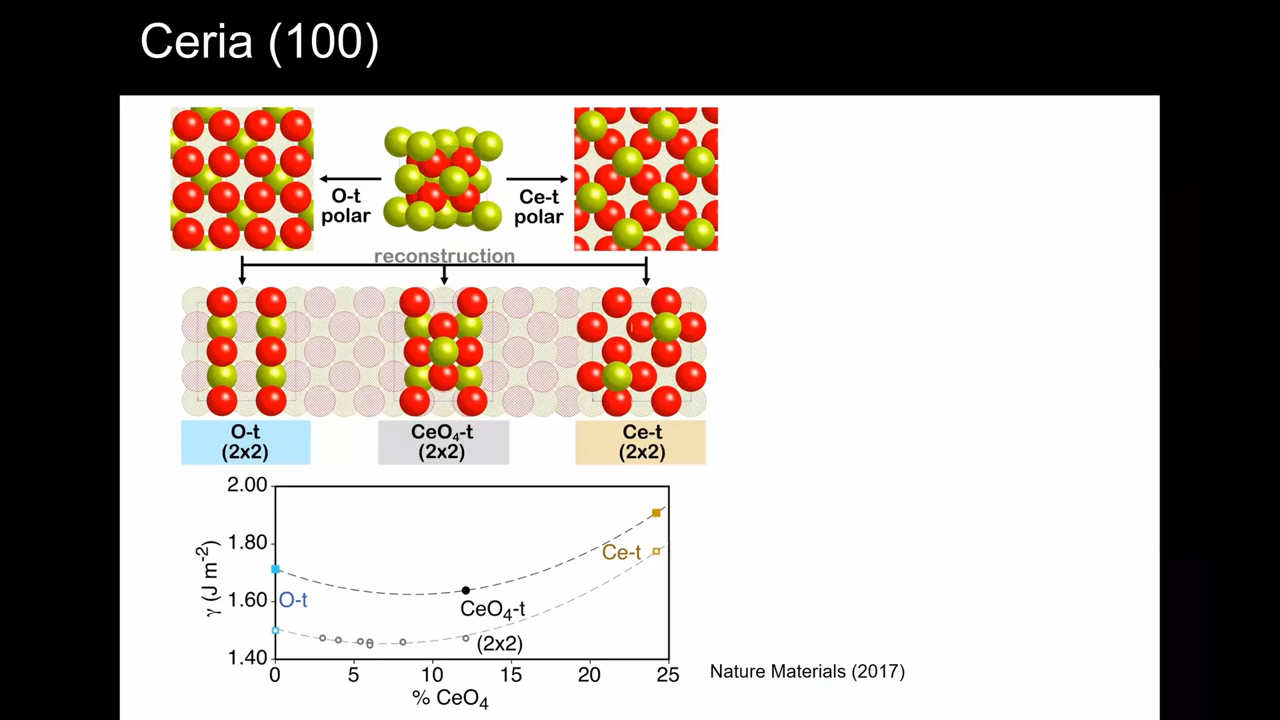 Ceria (100)
O-t
polar
Ce-t
polar
reconstruction
O-t
(2x2)
CeO₄-t
(2x2)
Ce-t
(2x2)
2.00
1.80
1.60
1.40
γ (J m⁻²)
O-t
Ce-t
CeO₄-t
(2x2)
0
5
10
15
20
25
% CeO₄
Nature Materials (2017)